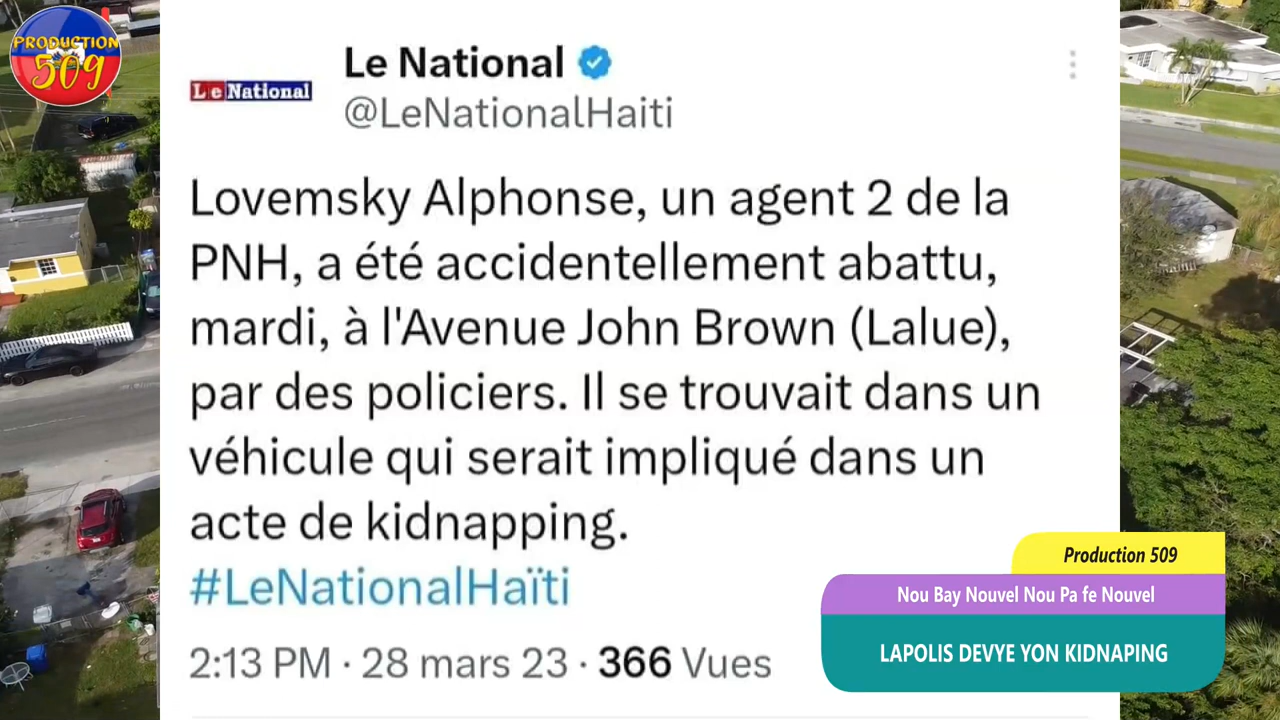 PRODUCTION
509
Le National
Le National
@LeNationalHaiti
Lovemsky Alphonse, un agent 2 de la
PNH, a été accidentellement abattu,
mardi, à l'Avenue John Brown (Lalue),
par des policiers. Il se trouvait dans un
véhicule qui serait impliqué dans un
acte de kidnapping.
#LeNationalHaïti
2:13 PM · 28 mars 23 · 366 Vues
Production 509
Nou Bay Nouvel Nou Pa fe Nouvel
LAPOLIS DEVYE YON KIDNAPING